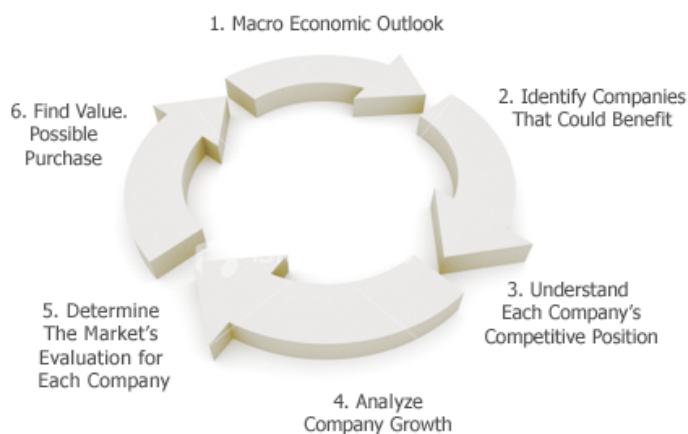 1. Macro Economic Outlook
2. Identify Companies
That Could Benefit
3. Understand
Each Company's
Competitive Position
4. Analyze
Company Growth
5. Determine
The Market's
Evaluation for
Each Company
6. Find Value.
Possible
Purchase